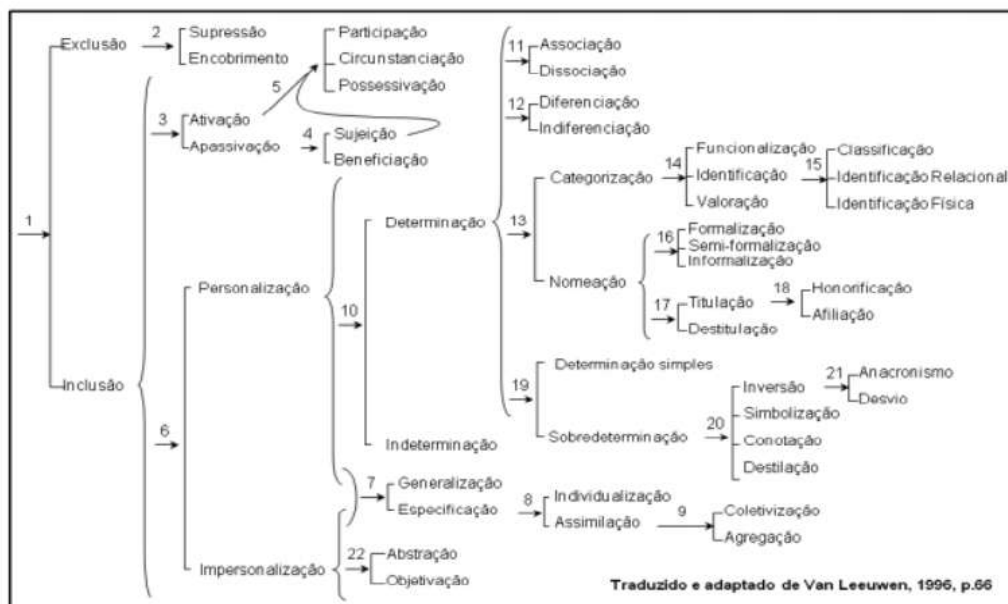 1
Exclusão
2
Supressão
Encobrimento
Inclusão
3
Ativação
Apassivação
5
Participação
Circunstanciação
Possessivação
4
Sujeição
Beneficiação
6
Personalização
Impersonalização
10
Determinação
Indeterminação
11
Associação
Dissociação
12
Diferenciação
Indiferenciação
13
Categorização
Nomeação
14
Funcionalização
Identificação
Valoração
15
Classificação
Identificação Relacional
Identificação Física
16
Formalização
Semi-formalização
Informalização
17
Titulação
Destitulação
18
Honorificação
Afiliação
19
Determinação simples
Sobredeterminação
20
Inversão
Simbolização
Conotação
Destilação
21
Anacronismo
Desvio
7
Generalização
Especificação
8
Individualização
Assimilação
9
Coletivização
Agregação
22
Abstração
Objetivação
Traduzido e adaptado de Van Leeuwen, 1996, p.66